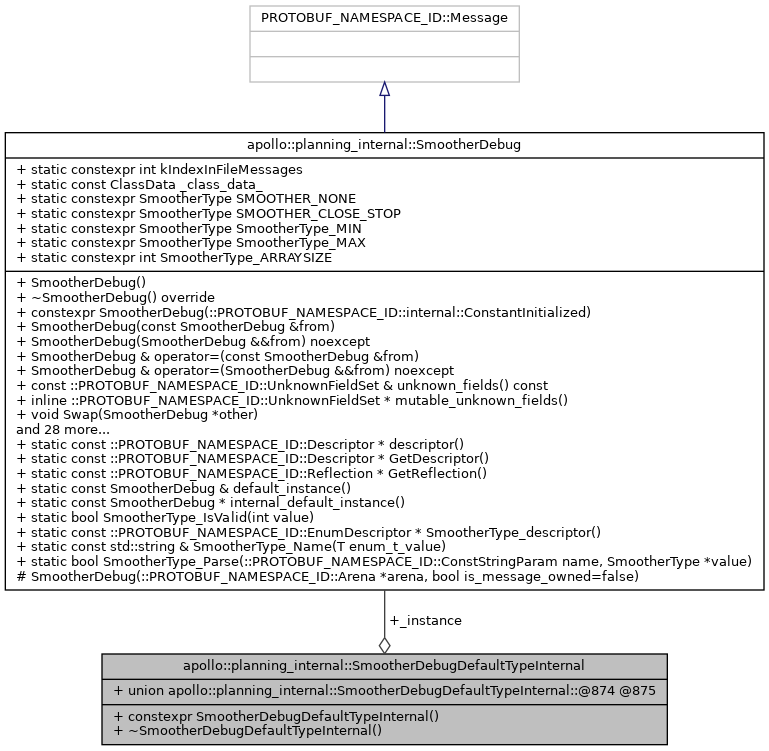 PROTOBUF_NAMESPACE_ID::Message
apollo::planning_internal::SmootherDebug
+ static constexpr int kIndexInFileMessages
+ static const ClassData _class_data_
+ static constexpr SmootherType SMOOTHER_NONE
+ static constexpr SmootherType SMOOTHER_CLOSE_STOP
+ static constexpr SmootherType SmootherType_MIN
+ static constexpr SmootherType SmootherType_MAX
+ static constexpr int SmootherType_ARRAYSIZE
+ SmootherDebug()
+ ~SmootherDebug() override
+ constexpr SmootherDebug(::PROTOBUF_NAMESPACE_ID::internal::ConstantInitialized)
+ SmootherDebug(const SmootherDebug &from)
+ SmootherDebug(SmootherDebug &&from) noexcept
+ SmootherDebug & operator=(const SmootherDebug &from)
+ SmootherDebug & operator=(SmootherDebug &&from) noexcept
+ const ::PROTOBUF_NAMESPACE_ID::UnknownFieldSet & unknown_fields() const
+ inline ::PROTOBUF_NAMESPACE_ID::UnknownFieldSet * mutable_unknown_fields()
+ void Swap(SmootherDebug *other)
and 28 more...
+ static const ::PROTOBUF_NAMESPACE_ID::Descriptor * descriptor()
+ static const ::PROTOBUF_NAMESPACE_ID::Descriptor * GetDescriptor()
+ static const ::PROTOBUF_NAMESPACE_ID::Reflection * GetReflection()
+ static const SmootherDebug & default_instance()
+ static const SmootherDebug * internal_default_instance()
+ static bool SmootherType_IsValid(int value)
+ static const ::PROTOBUF_NAMESPACE_ID::EnumDescriptor * SmootherType_descriptor()
+ static const std::string & SmootherType_Name(T enum_t_value)
+ static bool SmootherType_Parse(::PROTOBUF_NAMESPACE_ID::ConstStringParam name, SmootherType *value)
# SmootherDebug(::PROTOBUF_NAMESPACE_ID::Arena *arena, bool is_message_owned=false)
+_instance
apollo::planning_internal::SmootherDebugDefaultTypeInternal
+ union apollo::planning_internal::SmootherDebugDefaultTypeInternal::@874 @875
+ constexpr SmootherDebugDefaultTypeInternal()
+ ~SmootherDebugDefaultTypeInternal()